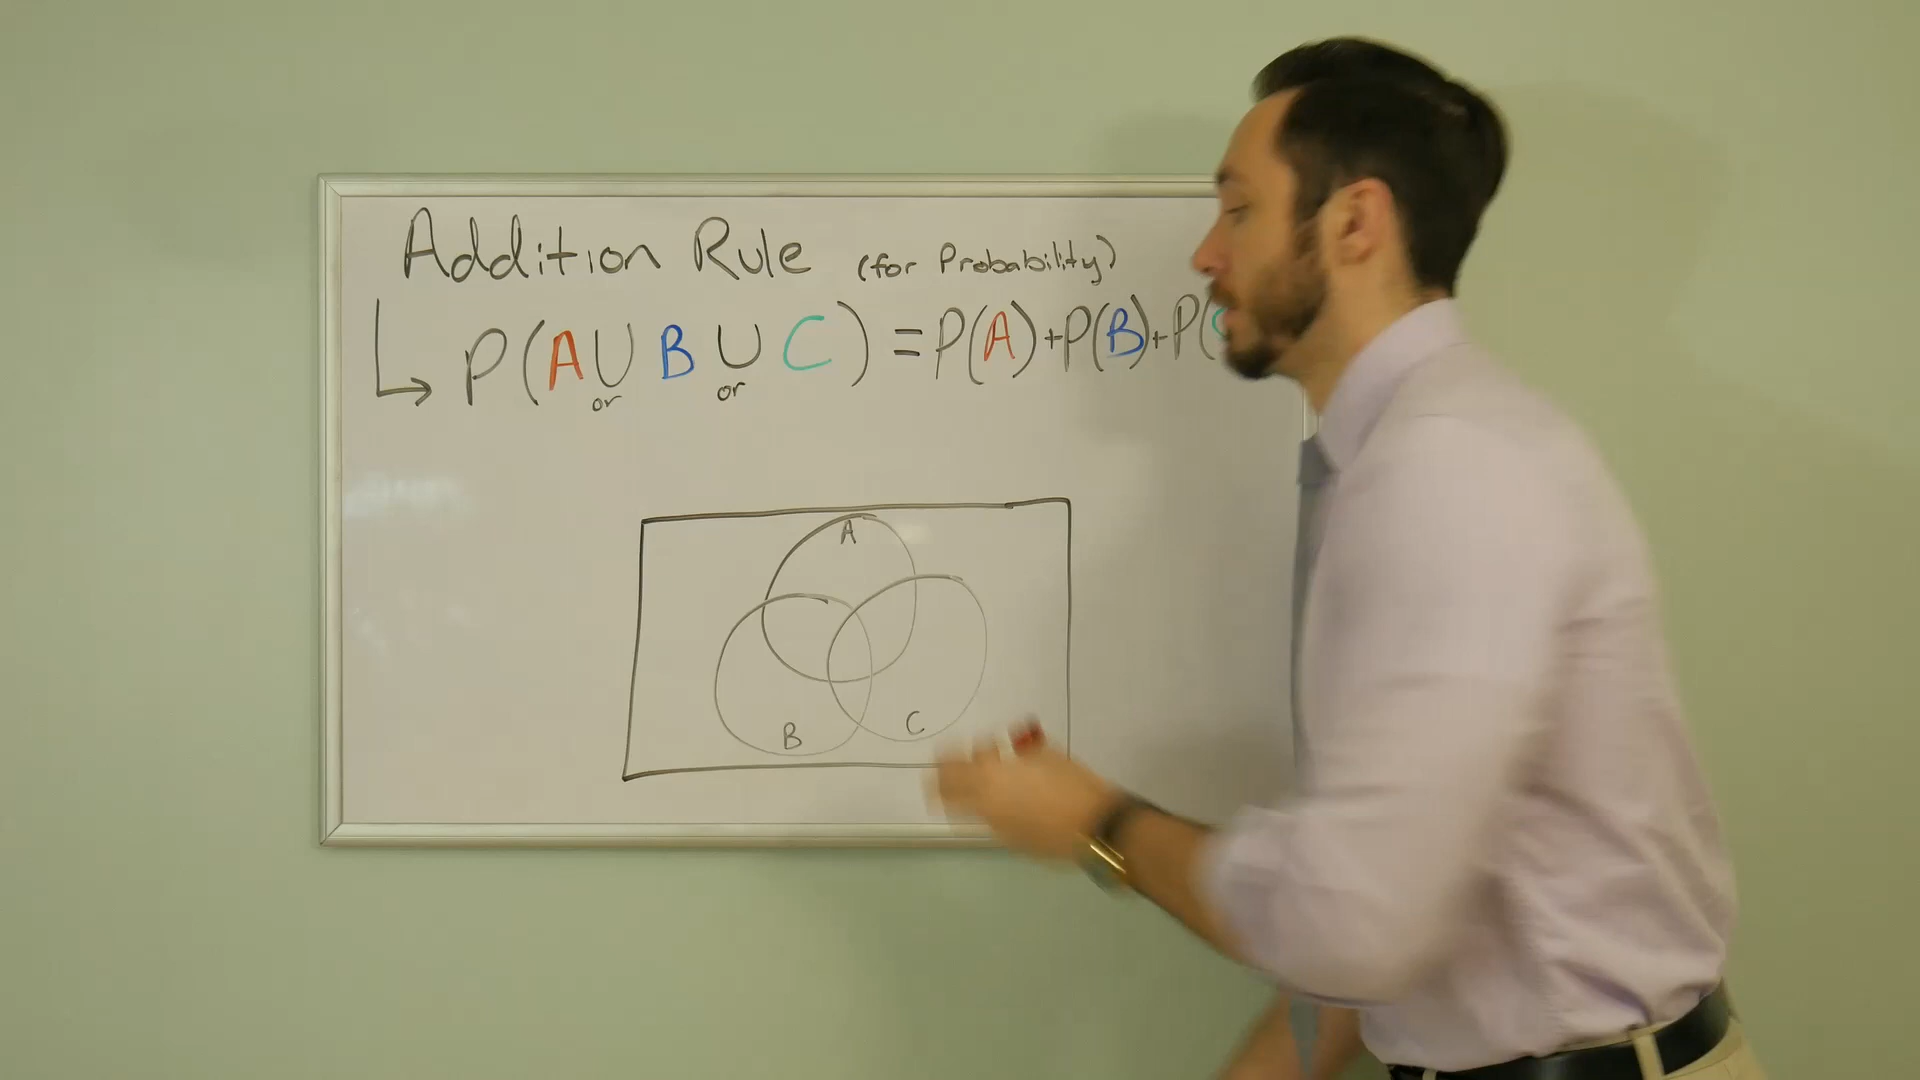 Addition Rule (for Probability)
P(A∪B∪C) = P(A)+P(B)+P(
or or
A
B C